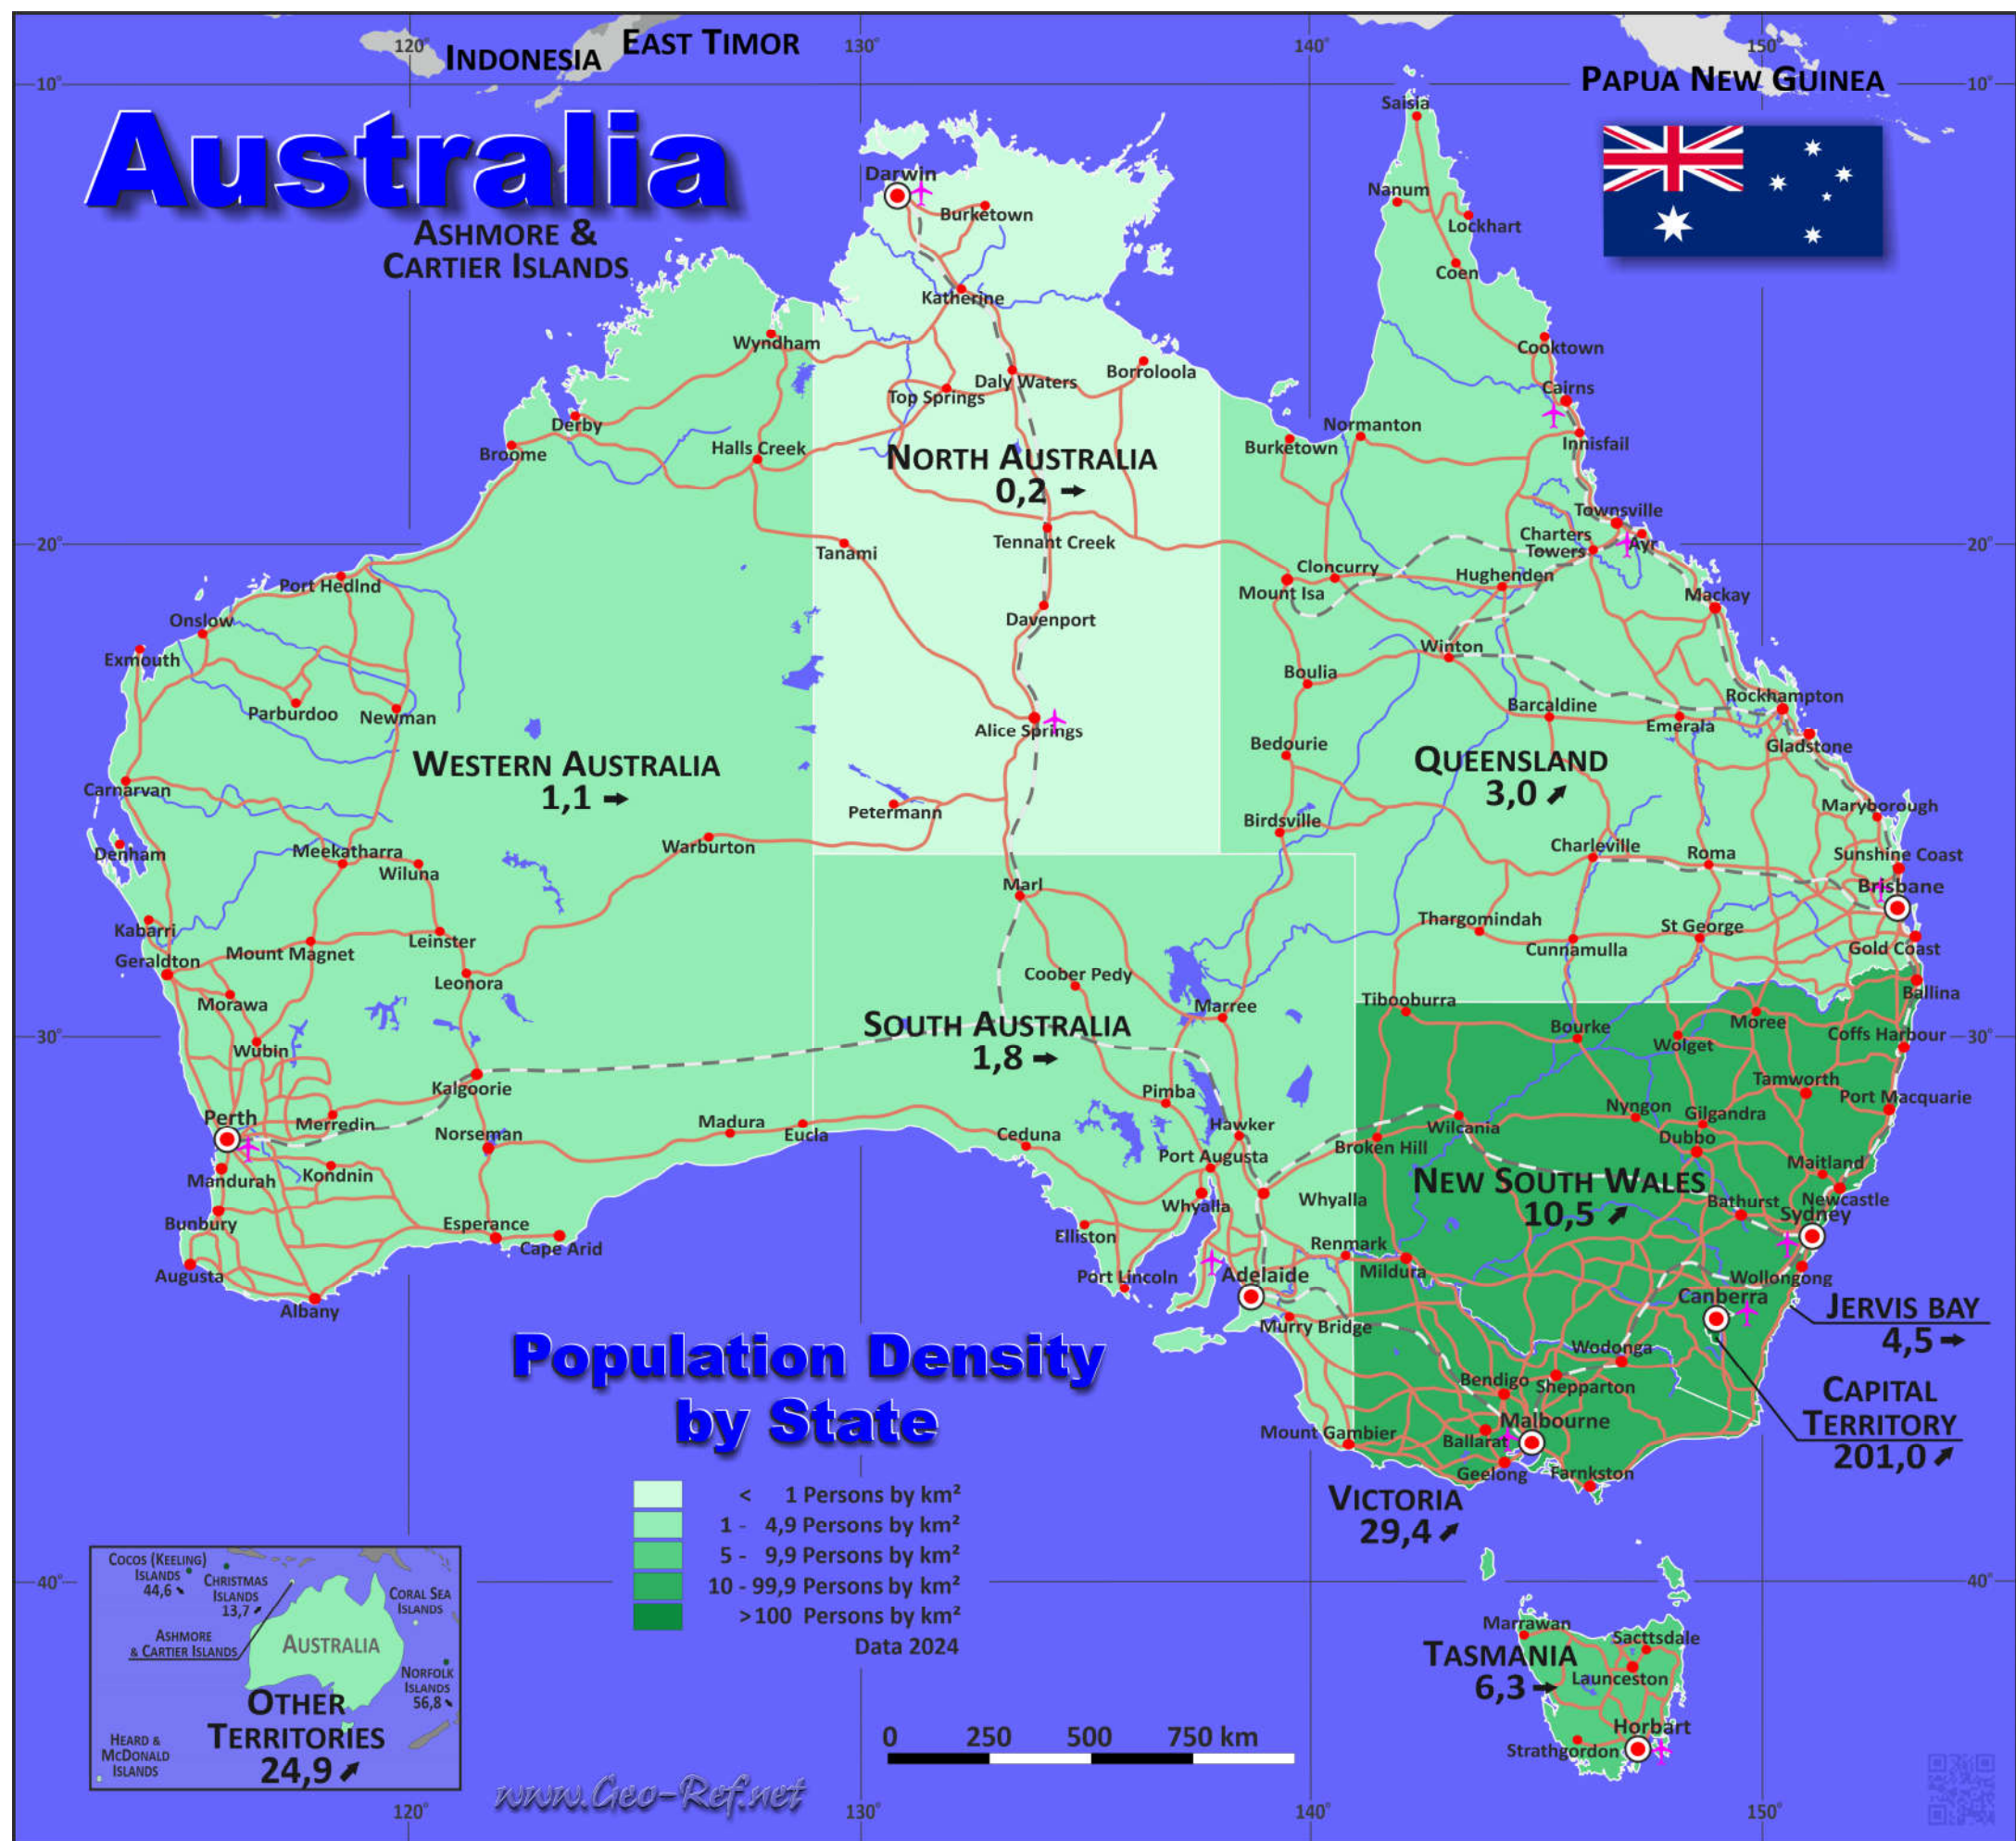 120°
130°
140°
150°
INDONESIA
EAST TIMOR
PAPUA NEW GUINEA
10°
10°
Australia
ASHMORE &
CARTIER ISLANDS
Saisia
Darwin
Burketown
Nanum
Lockhart
Coen
Katherine
Wyndham
Cooktown
Daly Waters
Borroloola
Top Springs
Cairns
Derby
Broome
Halls Creek
Normanton
Burketown
Innisfail
NORTH AUSTRALIA
0,2
Townsville
20°
20°
Tanami
Tennant Creek
Charters
Towers
Ayr
Port Hedlnd
Cloncurry
Mount Isa
Hughenden
Mackay
Onslow
Davenport
Exmouth
Winton
Boulia
Parburdoo
Newman
Rockhampton
Barcaldine
Emerala
Gladstone
Alice Springs
Bedourie
WESTERN AUSTRALIA
1,1
QUEENSLAND
3,0
Carnarvan
Petermann
Birdsville
Maryborough
Denham
Meekatharra
Wiluna
Warburton
Charleville
Roma
Sunshine Coast
Marl
Brisbane
Kabarri
Mount Magnet
Leinster
Thargomindah
Cunnamulla
St George
Gold Coast
Geraldton
Leonora
Coober Pedy
Morawa
Marree
Tibooburra
Ballina
SOUTH AUSTRALIA
1,8
Bourke
Wolget
Moree
Coffs Harbour
30°
30°
Wubin
Kalgoorie
Pimba
Tamworth
Port Macquarie
Perth
Merredin
Norseman
Madura
Eucla
Ceduna
Hawker
Wilcania
Nyngon
Gilgandra
Dubbo
Broken Hill
Port Augusta
Mandurah
Kondnin
Maitland
NEW SOUTH WALES
10,5
Whyalla
Whyalla
Bathurst
Newcastle
Sydney
Bunbury
Esperance
Cape Arid
Elliston
Renmark
Mildura
Augusta
Port Lincoln
Adelaide
Wollongong
Albany
Canberra
JERVIS BAY
4,5
Murry Bridge
Population Density
by State
Wodonga
Bendigo
Shepparton
CAPITAL
TERRITORY
201,0
Mount Gambier
Malbourne
Ballarat
Geelong
Farnkston
VICTORIA
29,4
< 1 Persons by km²
1 - 4,9 Persons by km²
5 - 9,9 Persons by km²
10 - 99,9 Persons by km²
>100 Persons by km²
Data 2024
40°
40°
COCOS (KEELING)
ISLANDS
44,6
CHRISTMAS
ISLANDS
13,7
CORAL SEA
ISLANDS
ASHMORE
& CARTIER ISLANDS
AUSTRALIA
NORFOLK
ISLANDS
56,8
OTHER
TERRITORIES
24,9
HEARD &
MCDONALD
ISLANDS
Marrawan
Sacttsdale
TASMANIA
6,3
Launceston
Horbart
Strathgordon
0 250 500 750 km
www.Geo-Ref.net
120°
130°
140°
150°